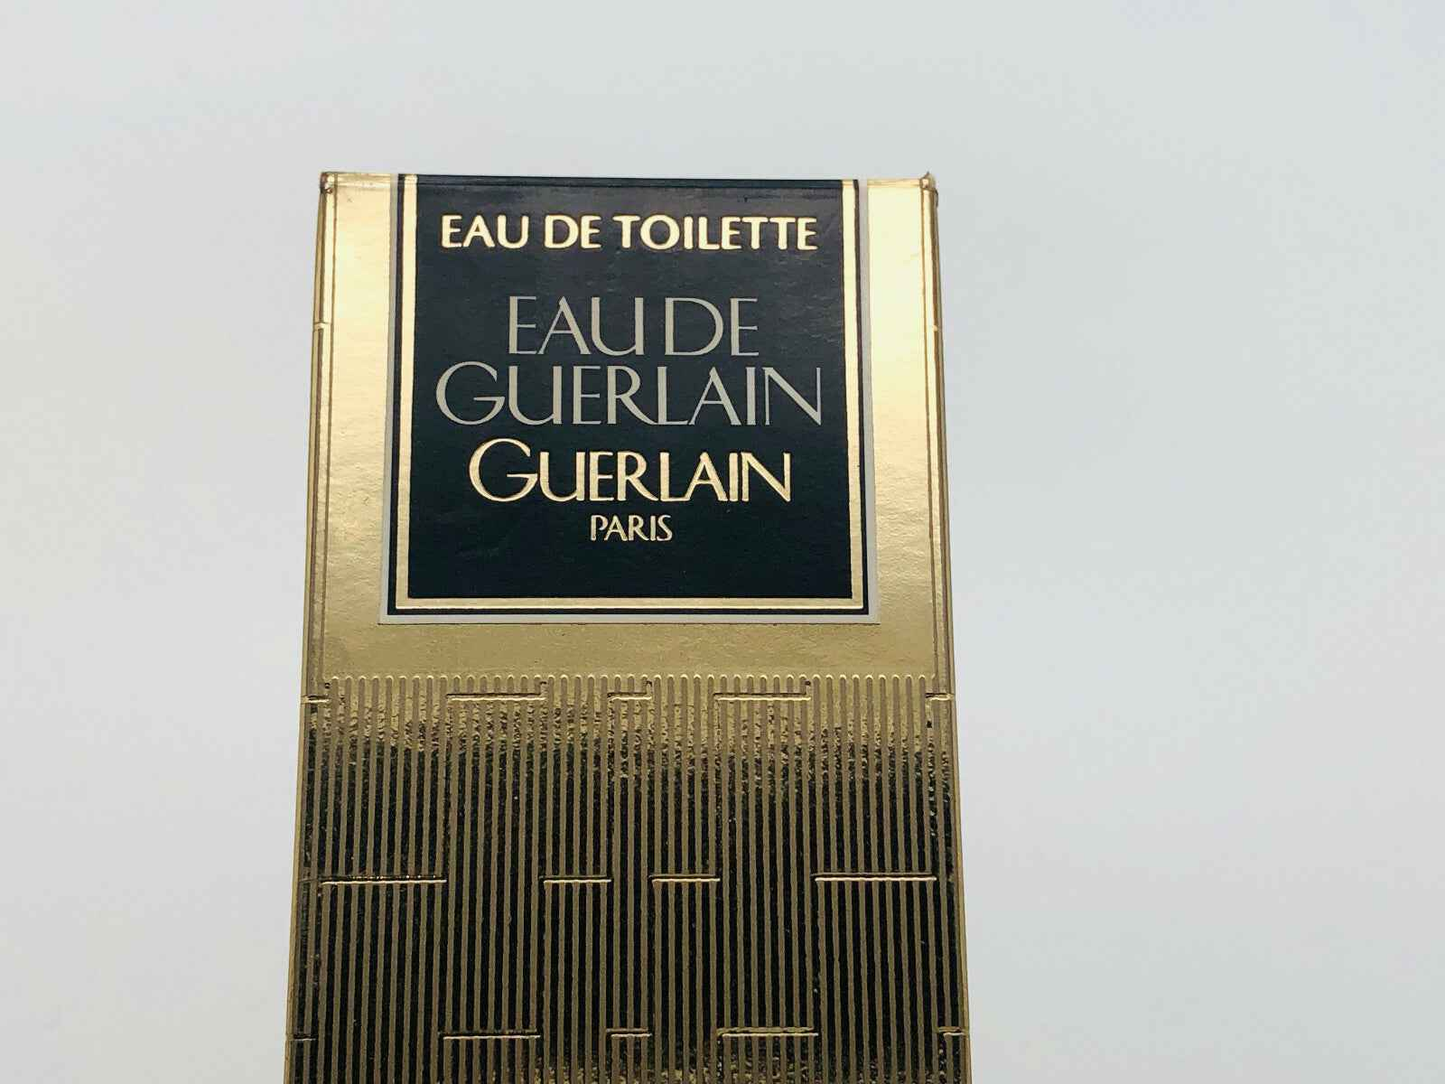 EAU DE TOILETTE
EAU DE
GUERLAIN
GUERLAIN
PARIS